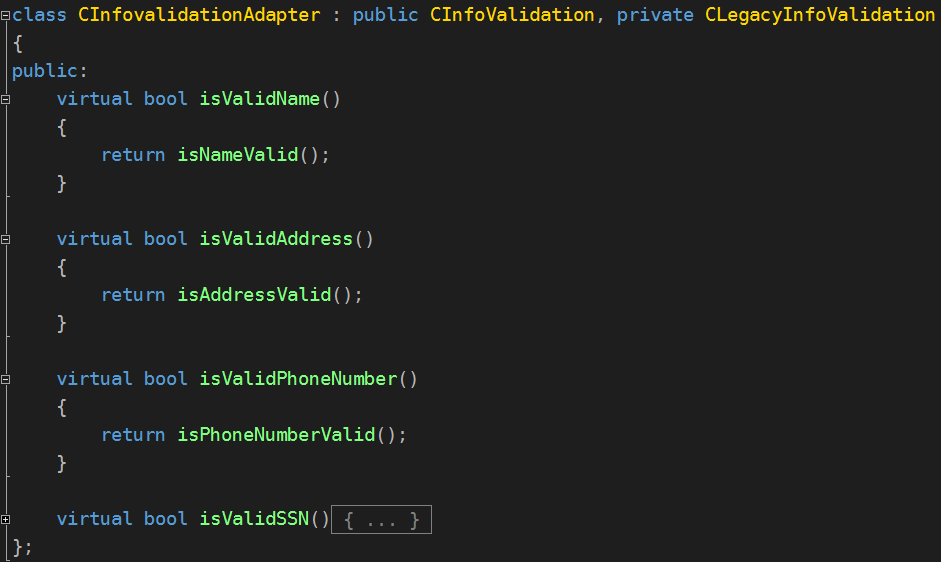 class CInfovalidationAdapter : public CInfoValidation, private CLegacyInfoValidation
{
public:
    virtual bool isValidName()
    {
        return isNameValid();
    }

    virtual bool isValidAddress()
    {
        return isAddressValid();
    }

    virtual bool isValidPhoneNumber()
    {
        return isPhoneNumberValid();
    }

    virtual bool isValidSSN(){ ... }
};